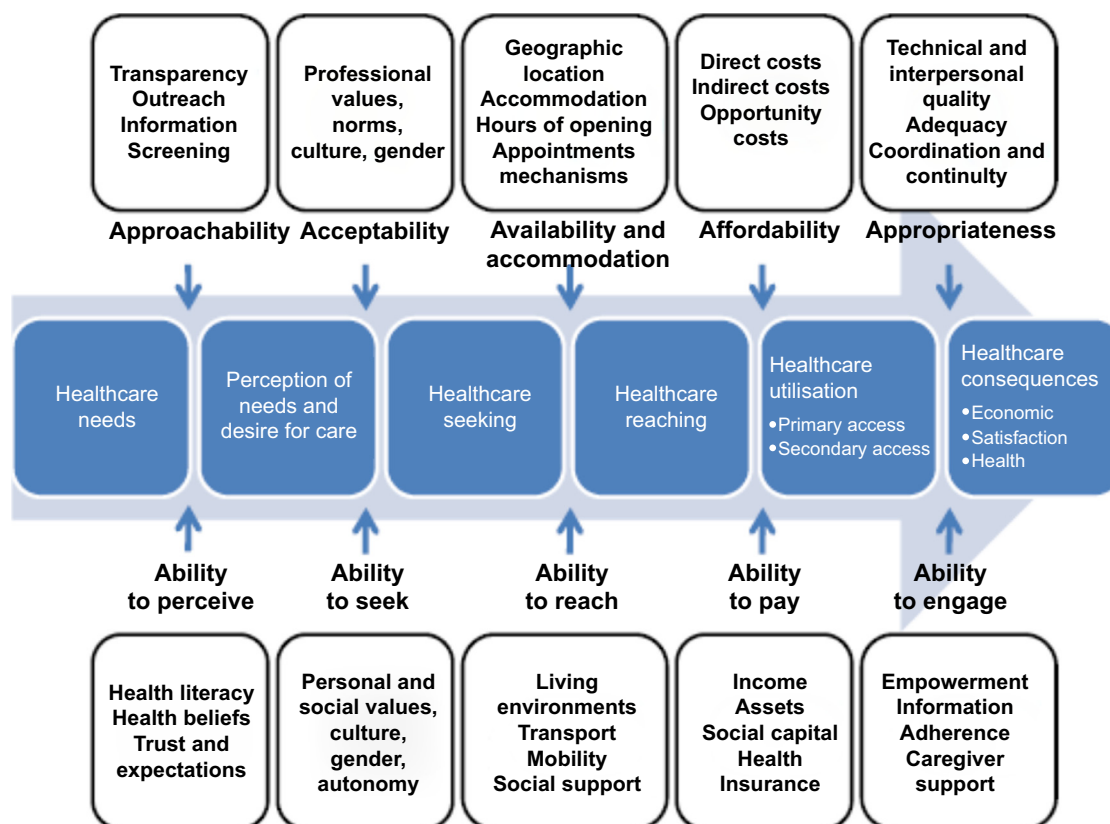 Transparency
Outreach
Information
Screening
Professional
values,
norms,
culture, gender
Geographic
location
Accommodation
Hours of opening
Appointments
mechanisms
Direct costs
Indirect costs
Opportunity
costs
Technical and
interpersonal
quality
Adequacy
Coordination and
continulty
Approachability
Acceptability
Availability and
accommodation
Affordability
Appropriateness
Healthcare
needs
Perception of
needs and
desire for care
Healthcare
seeking
Healthcare
reaching
Healthcare
utilisation
•Primary access
•Secondary access
Healthcare
consequences
•Economic
•Satisfaction
•Health
Ability
to perceive
Ability
to seek
Ability
to reach
Ability
to pay
Ability
to engage
Health literacy
Health beliefs
Trust and
expectations
Personal and
social values,
culture,
gender,
autonomy
Living
environments
Transport
Mobility
Social support
Income
Assets
Social capital
Health
Insurance
Empowerment
Information
Adherence
Caregiver
support